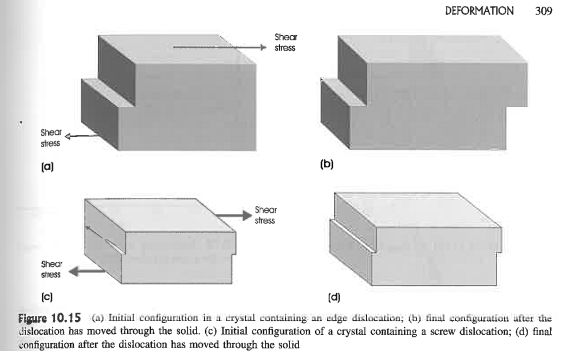 DEFORMATION 309
Shear
stress
Shear
stress
(a)
(b)
Shear
stress
Shear
stress
(c)
(d)
Figure 10.15 (a) Initial configuration in a crystal containing an edge dislocation; (b) final configuration after the
dislocation has moved through the solid. (c) Initial configuration of a crystal containing a screw dislocation; (d) final
configuration after the dislocation has moved through the solid